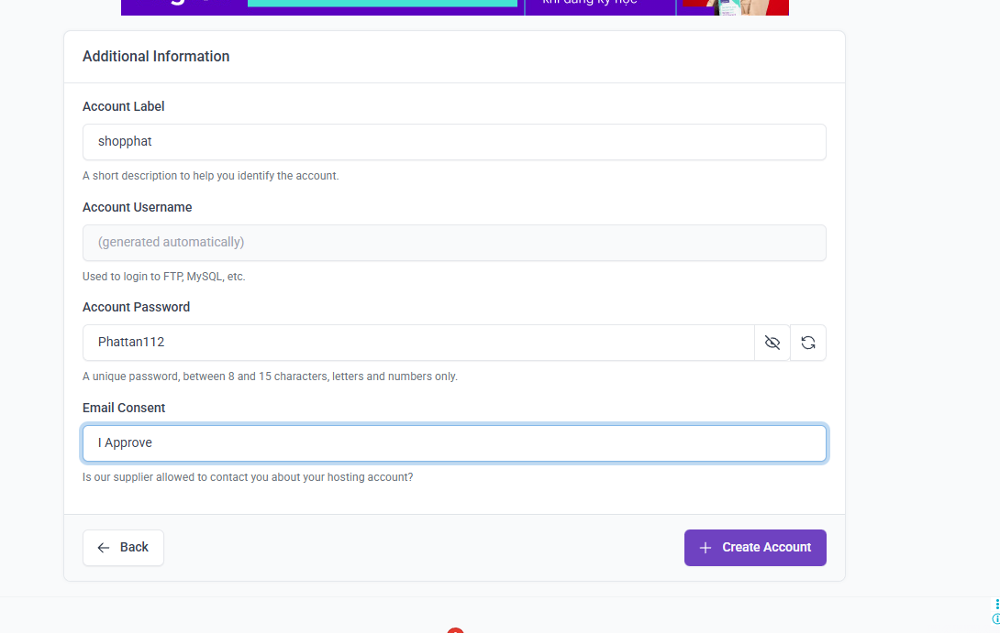 khi đăng ký học
Additional Information
Account Label
shopphat
A short description to help you identify the account.
Account Username
(generated automatically)
Used to login to FTP, MySQL, etc.
Account Password
Phattan112
A unique password, between 8 and 15 characters, letters and numbers only.
Email Consent
I Approve
Is our supplier allowed to contact you about your hosting account?
Back
Create Account